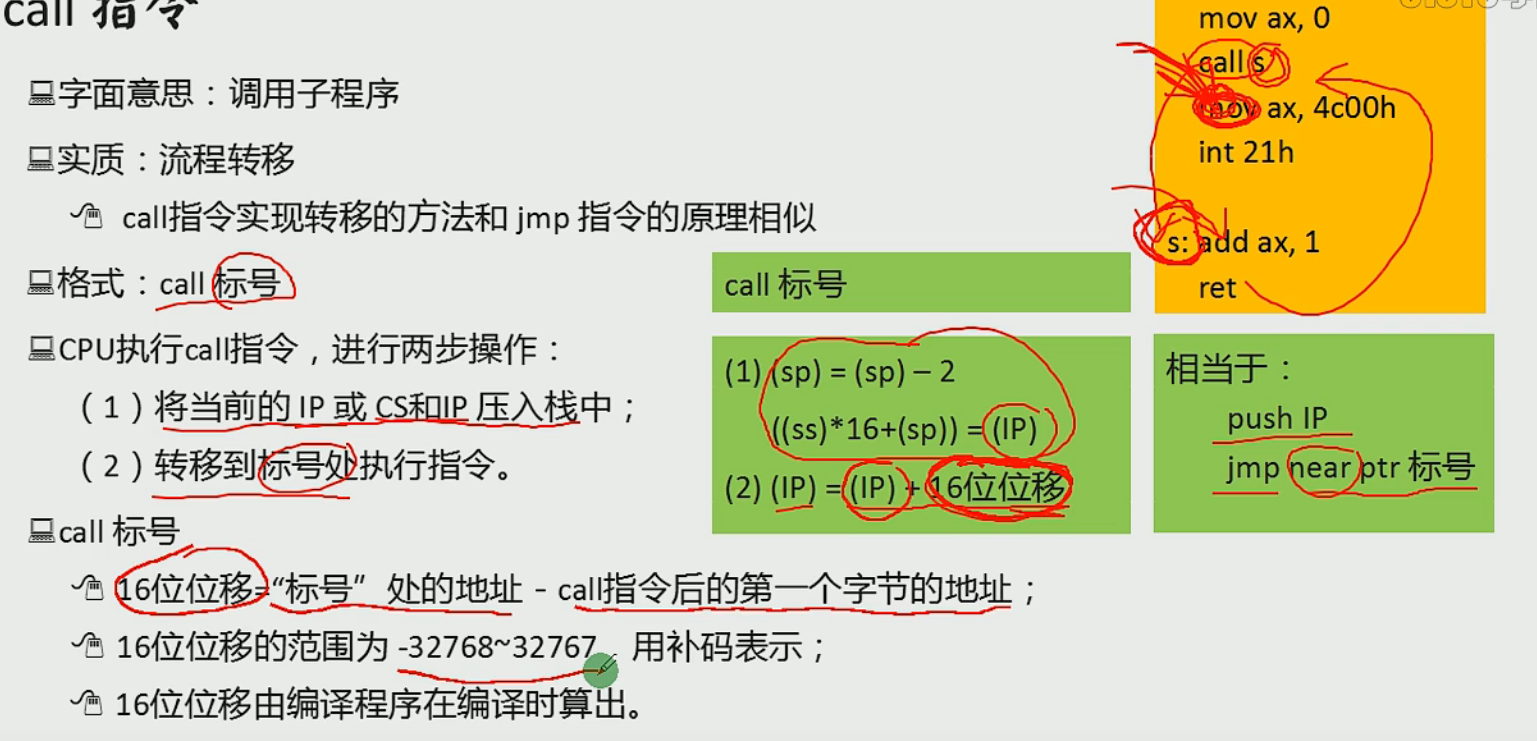 call 指令
字面意思：调用子程序
实质：流程转移
call指令实现转移的方法和 jmp 指令的原理相似
格式：call 标号
CPU执行call指令，进行两步操作：
（1）将当前的 IP 或 CS和IP 压入栈中；
（2）转移到标号处执行指令。
call 标号
16位位移=“标号” 处的地址 - call指令后的第一个字节的地址；
16位位移的范围为 -32768~32767，用补码表示；
16位位移由编译程序在编译时算出。
call 标号
(1) (sp) = (sp) – 2
((ss)*16+(sp)) = (IP)
(2) (IP) = (IP) + 16位位移
mov ax, 0
call s
mov ax, 4c00h
int 21h
s: add ax, 1
ret
相当于：
push IP
jmp near ptr 标号